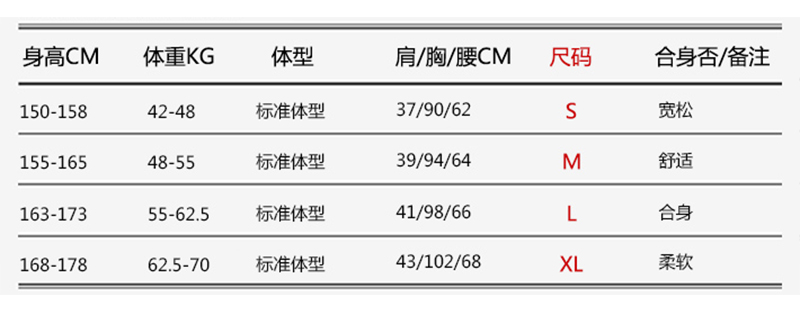 身高CM 体重KG 体型 肩/胸/腰CM 尺码 合身否/备注
150-158 42-48 标准体型 37/90/62 S 宽松
155-165 48-55 标准体型 39/94/64 M 舒适
163-173 55-62.5 标准体型 41/98/66 L 合身
168-178 62.5-70 标准体型 43/102/68 XL 柔软